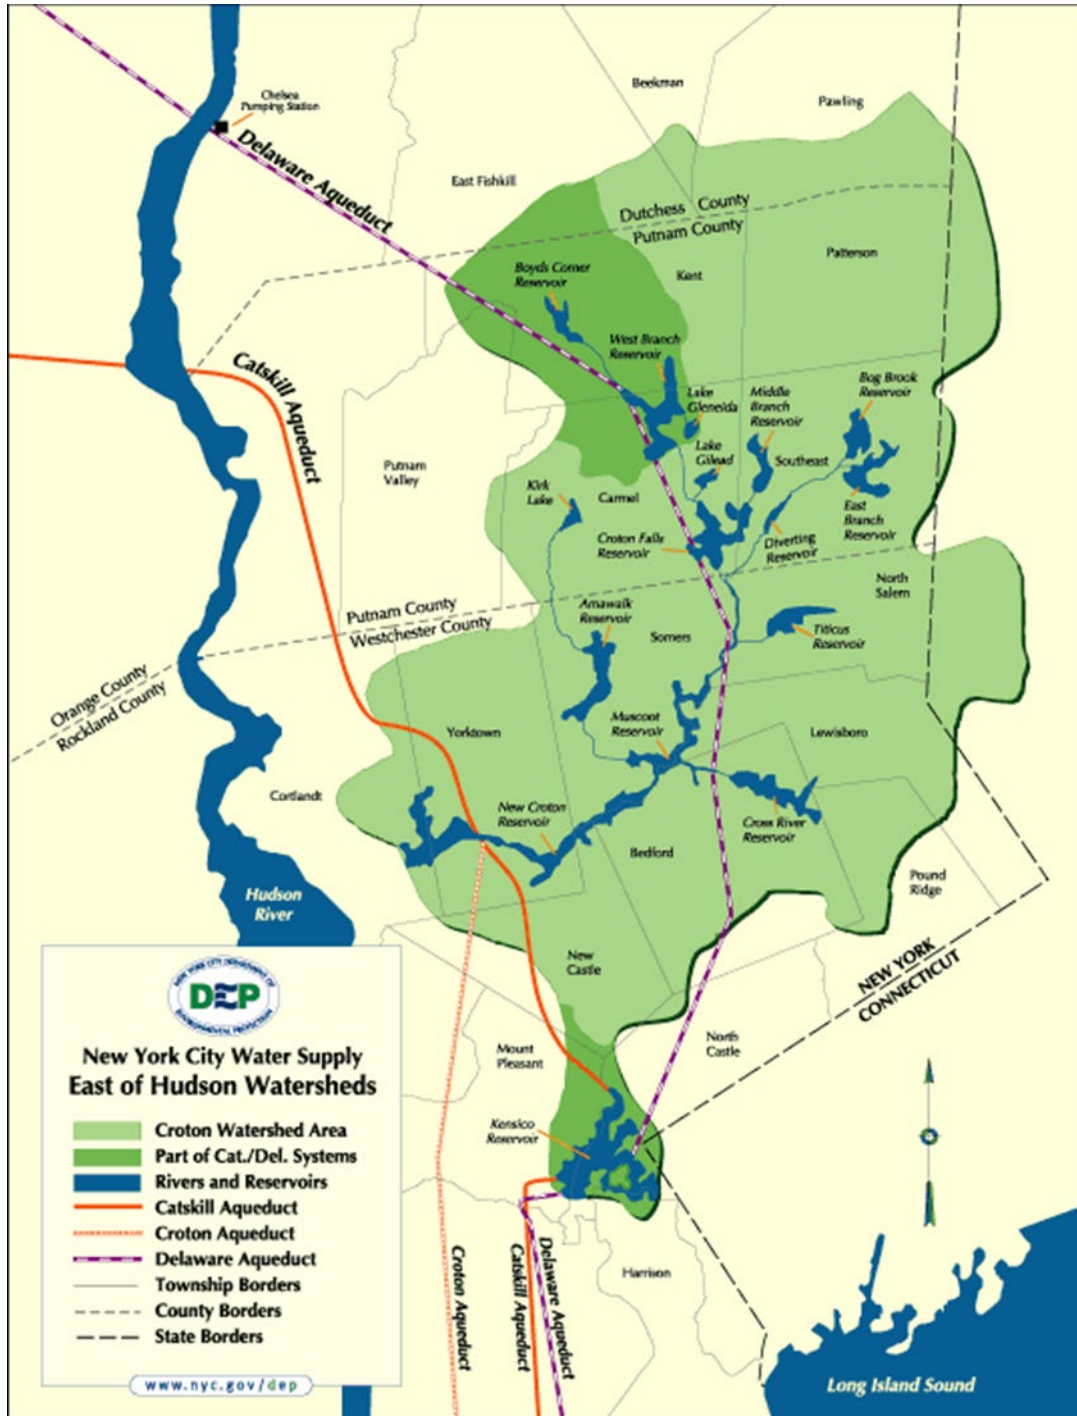 Beekman
Pawling
Chelsea
Pumping Station
Delaware Aqueduct
East Fishkill
Dutchess County
Putnam County
Patterson
Kent
Boyds Corner
Reservoir
West Branch
Reservoir
Catskill Aqueduct
Lake
Gleneida
Middle
Branch
Reservoir
Bog Brook
Reservoir
Lake
Gilead
Southeast
Putnam
Valley
Kirk
Lake
Carmel
East
Branch
Reservoir
Croton Falls
Reservoir
Diverting
Reservoir
North
Salem
Putnam County
Westchester County
Amawalk
Reservoir
Somers
Titicus
Reservoir
Orange County
Rockland County
Yorktown
Muscoot
Reservoir
Lewisboro
Cortlandt
New Croton
Reservoir
Cross River
Reservoir
Bedford
Pound
Ridge
Hudson
River
New
Castle
NEW YORK
CONNECTICUT
North
Castle
Mount
Pleasant
Kensico
Reservoir
Croton Aqueduct
Catskill Aqueduct
Delaware Aqueduct
Harrison
Long Island Sound
NEW YORK CITY DEPARTMENT OF
DEP
ENVIRONMENTAL PROTECTION
New York City Water Supply
East of Hudson Watersheds
Croton Watershed Area
Part of Cat./Del. Systems
Rivers and Reservoirs
Catskill Aqueduct
Croton Aqueduct
Delaware Aqueduct
Township Borders
County Borders
State Borders
www.nyc.gov/dep